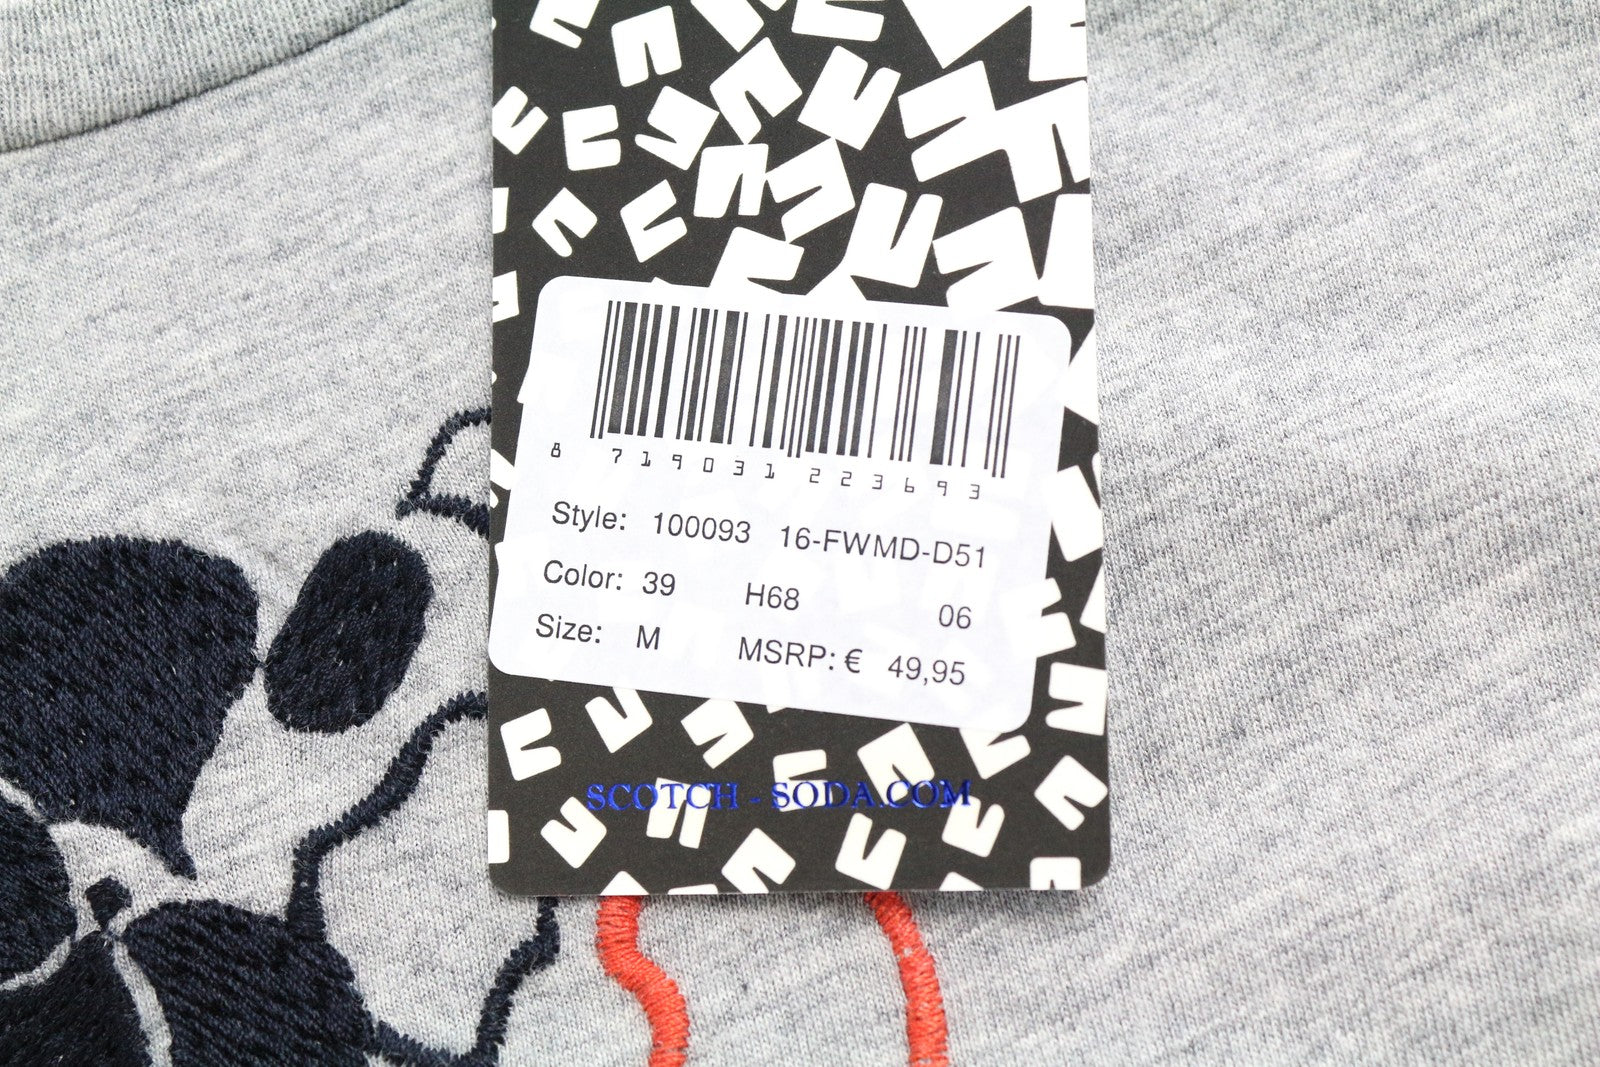 8 719031 223693
Style: 100093 16-FWMD-D51
Color: 39 H68 06
Size: M MSRP: € 49,95
SCOTCH - SODA.COM